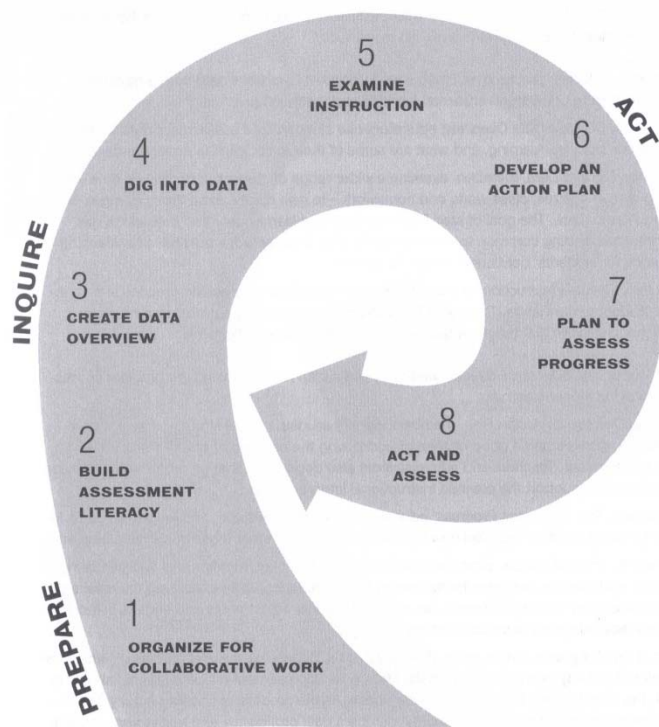 5
EXAMINE
INSTRUCTION
ACT
6
DEVELOP AN
ACTION PLAN
4
DIG INTO DATA
INQUIRE
3
CREATE DATA
OVERVIEW
7
PLAN TO
ASSESS
PROGRESS
8
ACT AND
ASSESS
2
BUILD
ASSESSMENT
LITERACY
PREPARE
1
ORGANIZE FOR
COLLABORATIVE WORK